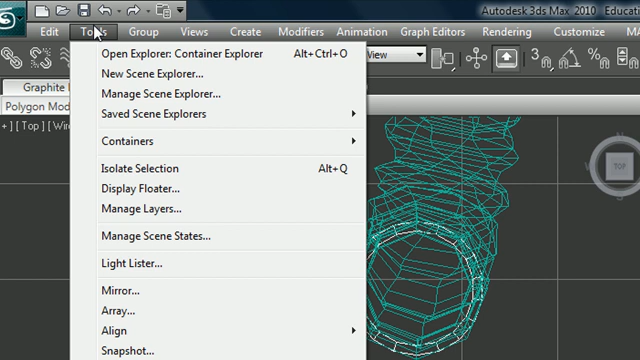 Autodesk 3ds Max 2010
Edit Tools Group Views Create Modifiers Animation Graph Editors Rendering Customize
View
Open Explorer: Container Explorer Alt+Ctrl+O
New Scene Explorer...
Manage Scene Explorer...
Saved Scene Explorers
Containers
Isolate Selection Alt+Q
Display Floater...
Manage Layers...
Manage Scene States...
Light Lister...
Mirror...
Array...
Align
Snapshot...
Graphite
Polygon Mod
+ ] [ Top ] [ Wire
TOP
3